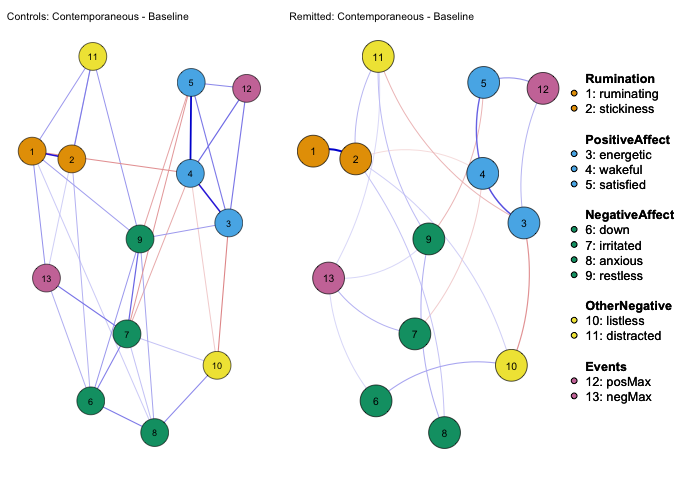 Controls: Contemporaneous - Baseline
Remitted: Contemporaneous - Baseline
11
5
12
1
2
4
3
9
13
7
10
6
8
11
5
12
1
2
4
3
9
13
7
10
6
8
Rumination
1: ruminating
2: stickiness
PositiveAffect
3: energetic
4: wakeful
5: satisfied
NegativeAffect
6: down
7: irritated
8: anxious
9: restless
OtherNegative
10: listless
11: distracted
Events
12: posMax
13: negMax